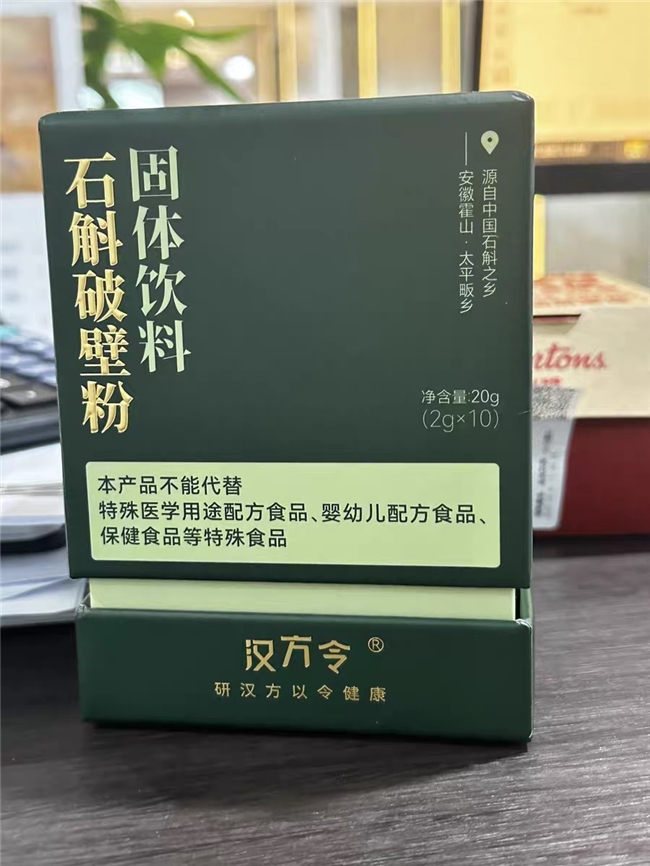 石斛破壁粉
固体饮料
源自中国石斛之乡
安徽霍山·太平畈乡
净含量:20g
(2g×10)
本产品不能代替
特殊医学用途配方食品、婴幼儿配方食品、
保健食品等特殊食品
汉方令®
研汉方以令健康
ntons